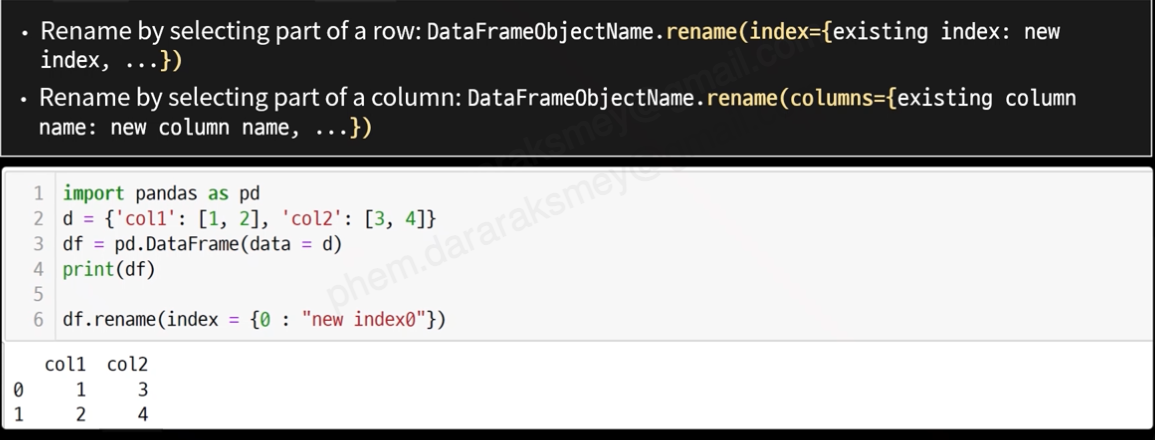 • Rename by selecting part of a row: DataFrameObjectName.rename(index={existing index: new
index, ...})
• Rename by selecting part of a column: DataFrameObjectName.rename(columns={existing column
name: new column name, ...})
1 import pandas as pd
2 d = {'col1': [1, 2], 'col2': [3, 4]}
3 df = pd.DataFrame(data = d)
4 print(df)
5
6 df.rename(index = {0 : "new index0"})
col1 col2
0 1 3
1 2 4
phem.dararaksmey@gmail.com